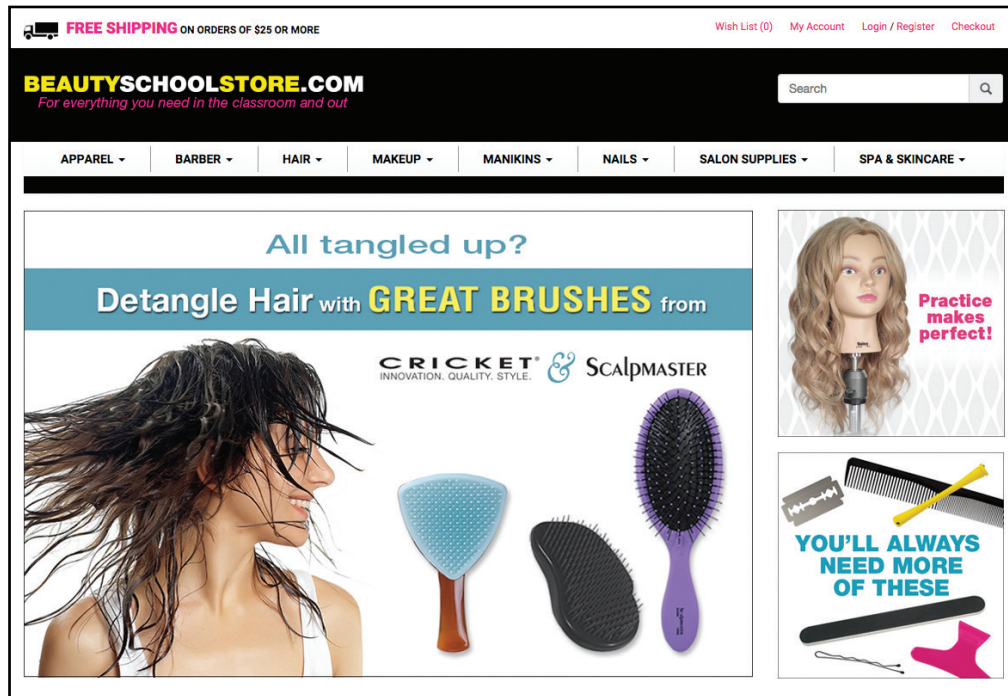 FREE SHIPPING ON ORDERS OF $25 OR MORE
Wish List (0) My Account Login / Register Checkout
BEAUTYSCHOOLSTORE.COM
For everything you need in the classroom and out
Search
APPAREL BARBER HAIR MAKEUP MANIKINS NAILS SALON SUPPLIES SPA & SKINCARE
All tangled up?
Detangle Hair with GREAT BRUSHES from
CRICKET® & SCALPMASTER
INNOVATION. QUALITY. STYLE.
Practice
makes
perfect!
YOU'LL ALWAYS
NEED MORE
OF THESE